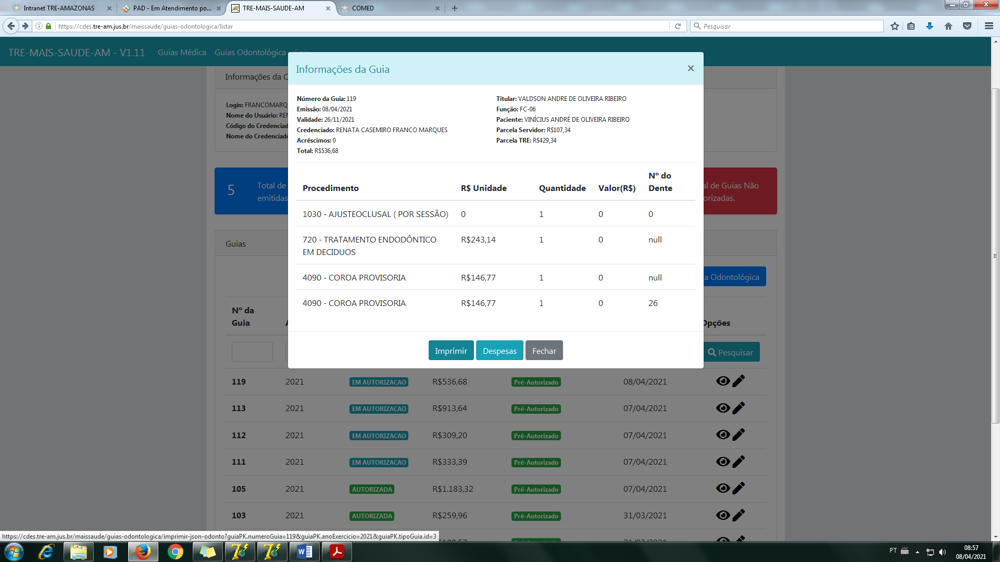 Intranet TRE-AMAZONAS
PAD - Em Atendimento po...
TRE-MAIS-SAUDE-AM
COMED
https://cdes.tre-am.jus.br/maissaude/guias-odontologica/listar
Pesquisar
TRE-MAIS-SAUDE-AM - V1.11 Guias Médica Guias Odontológica Sair
Informações da C
Login: FRANCOMARQ
Nome do Usuário: REN
Código do Credenciad
Nome do Credenciado
Informações da Guia ×
Número da Guia: 119
Emissão: 08/04/2021
Validade: 26/11/2021
Credenciado: RENATA CASEMIRO FRANCO MARQUES
Acréscimos: 0
Total: R$536,68
Titular: VALDSON ANDRE DE OLIVEIRA RIBEIRO
Função: FC-06
Paciente: VINÍCIUS ANDRÉ DE OLIVEIRA RIBEIRO
Parcela Servidor: R$107,34
Parcela TRE: R$429,34
Procedimento R$ Unidade Quantidade Valor(R$) Nº do
Dente
1030 - AJUSTEOCLUSAL ( POR SESSÃO) 0 1 0 0
720 - TRATAMENTO ENDODÔNTICO R$243,14 1 0 null
EM DECIDUOS
4090 - COROA PROVISORIA R$146,77 1 0 null
4090 - COROA PROVISORIA R$146,77 1 0 26
Imprimir Despesas Fechar
5 Total de
emitidas
al de Guias Não
orizadas.
Guias
a Odontológica
Nº da
Guia
Opções
Pesquisar
119 2021 EM AUTORIZACAO R$536,68 Pré-Autorizado 08/04/2021
113 2021 EM AUTORIZACAO R$913,64 Pré-Autorizado 07/04/2021
112 2021 EM AUTORIZACAO R$309,20 Pré-Autorizado 07/04/2021
111 2021 EM AUTORIZACAO R$333,39 Pré-Autorizado 07/04/2021
105 2021 AUTORIZADA R$1.183,32 Pré-Autorizado 07/04/2021
103 2021 AUTORIZADA R$259,96 Pré-Autorizado 31/03/2021
https://cdes.tre-am.jus.br/maissaude/guias-odontologica/imprimir-json-odonto?guiaPK.numeroGuia=119&guiaPK.anoExercicio=2021&guiaPK.tipoGuia.id=3
PT
08:57
08/04/2021